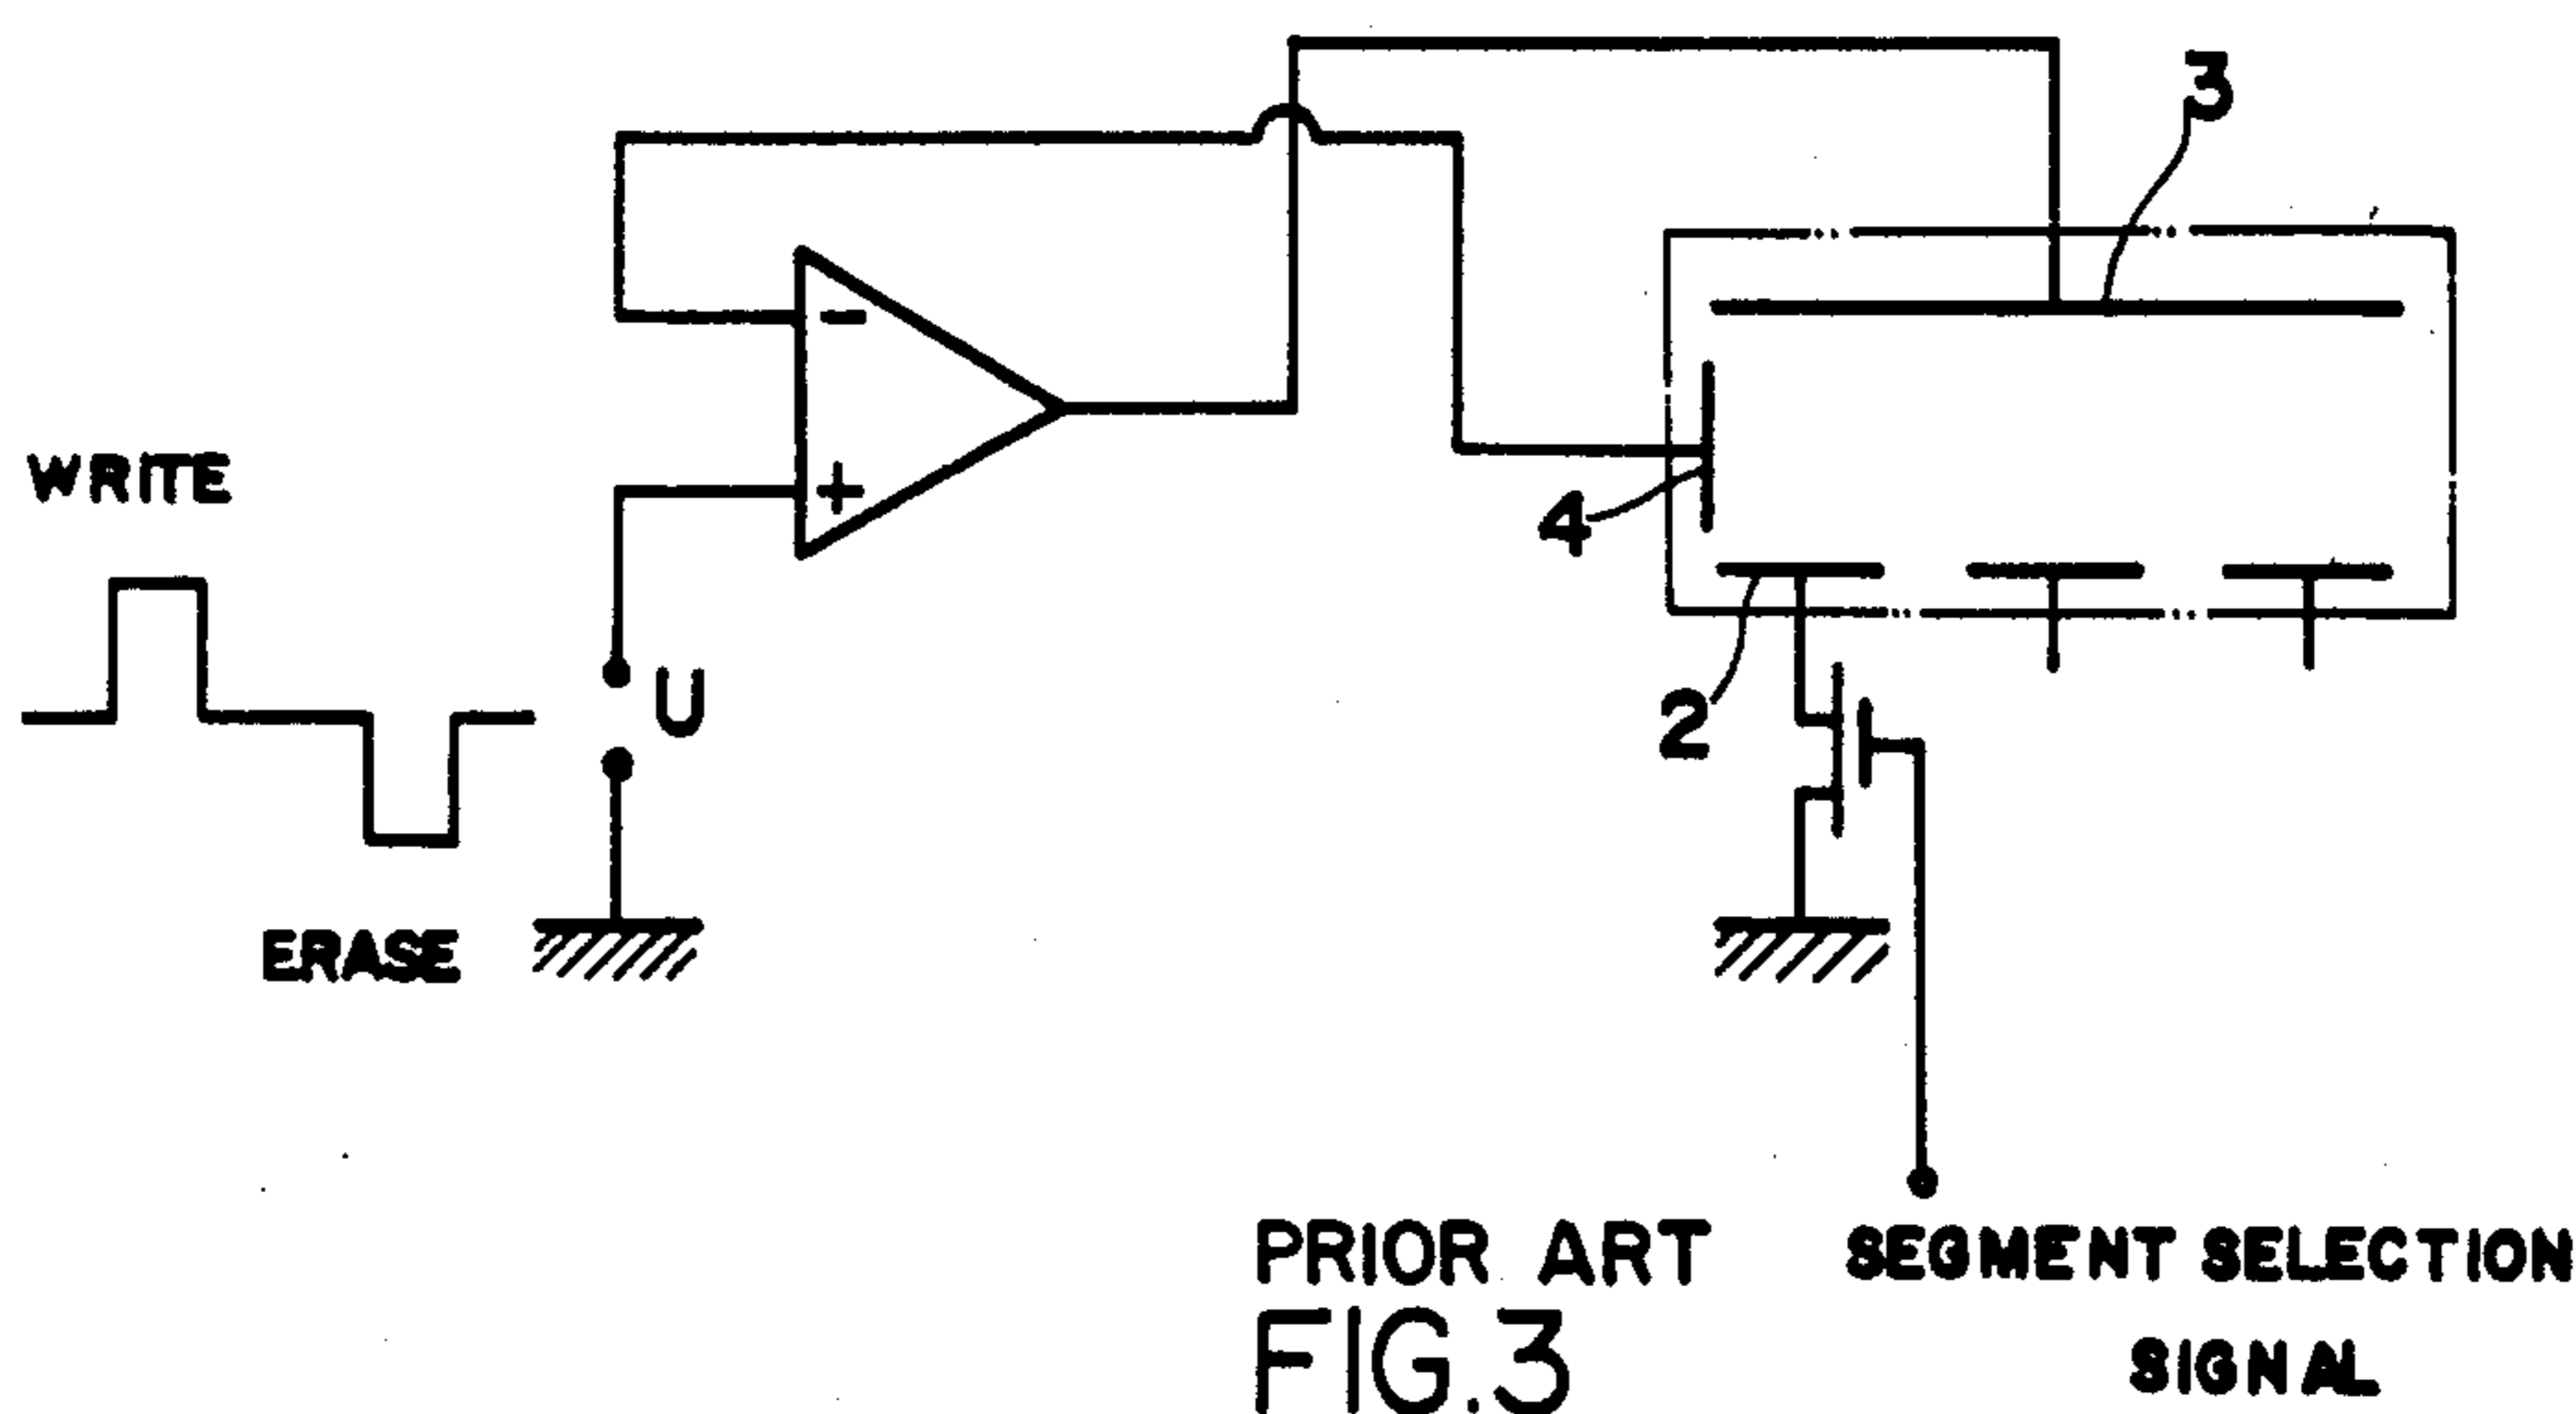 3
-
+
WRITE
4
U
2
ERASE
PRIOR ART
SEGMENT SELECTION
SIGNAL
FIG.3